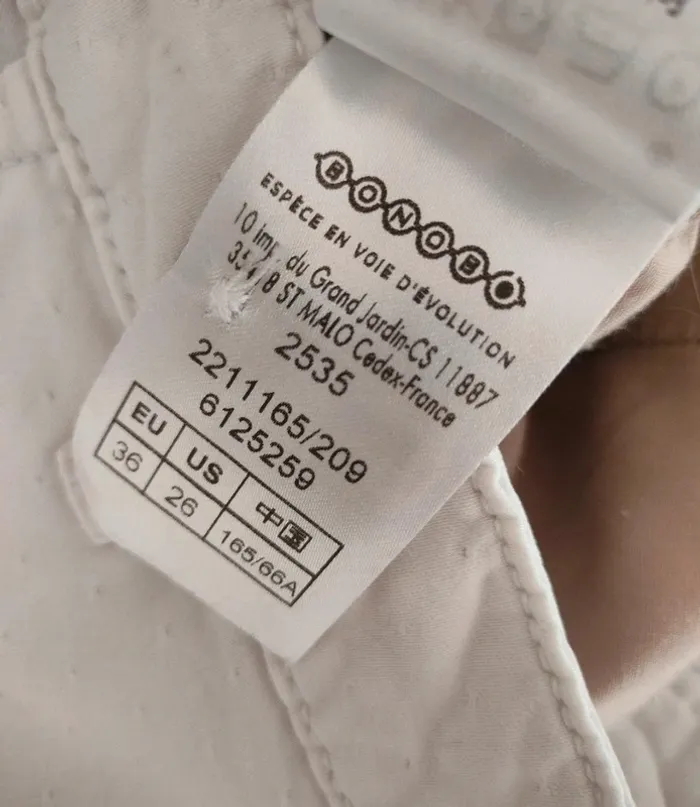 BONOBO
ESPÈCE EN VOIE D'ÉVOLUTION
10 imp. du Grand Jardin-CS 11887
ST MALO Cedex-France
2535
2211165/209
6125259
EU US 中国
36 26 165/66A